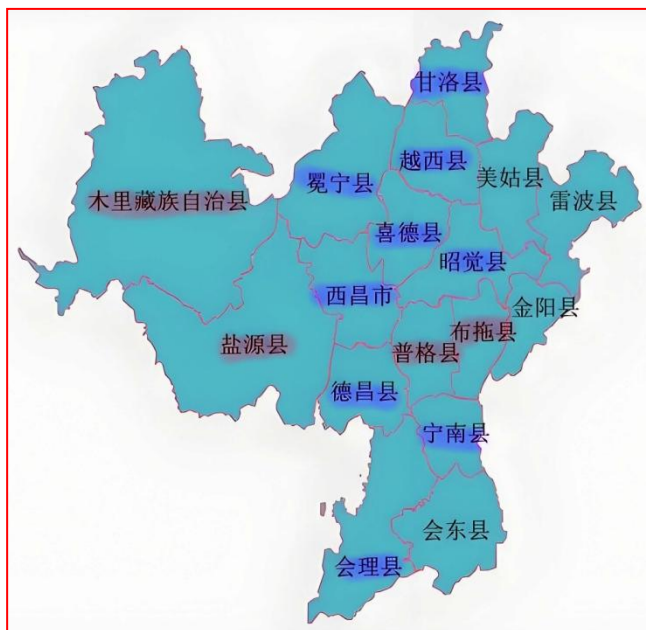 甘洛县
越西县
美姑县
冕宁县
木里藏族自治县
雷波县
喜德县
昭觉县
西昌市
金阳县
布拖县
盐源县
普格县
德昌县
宁南县
会东县
会理县